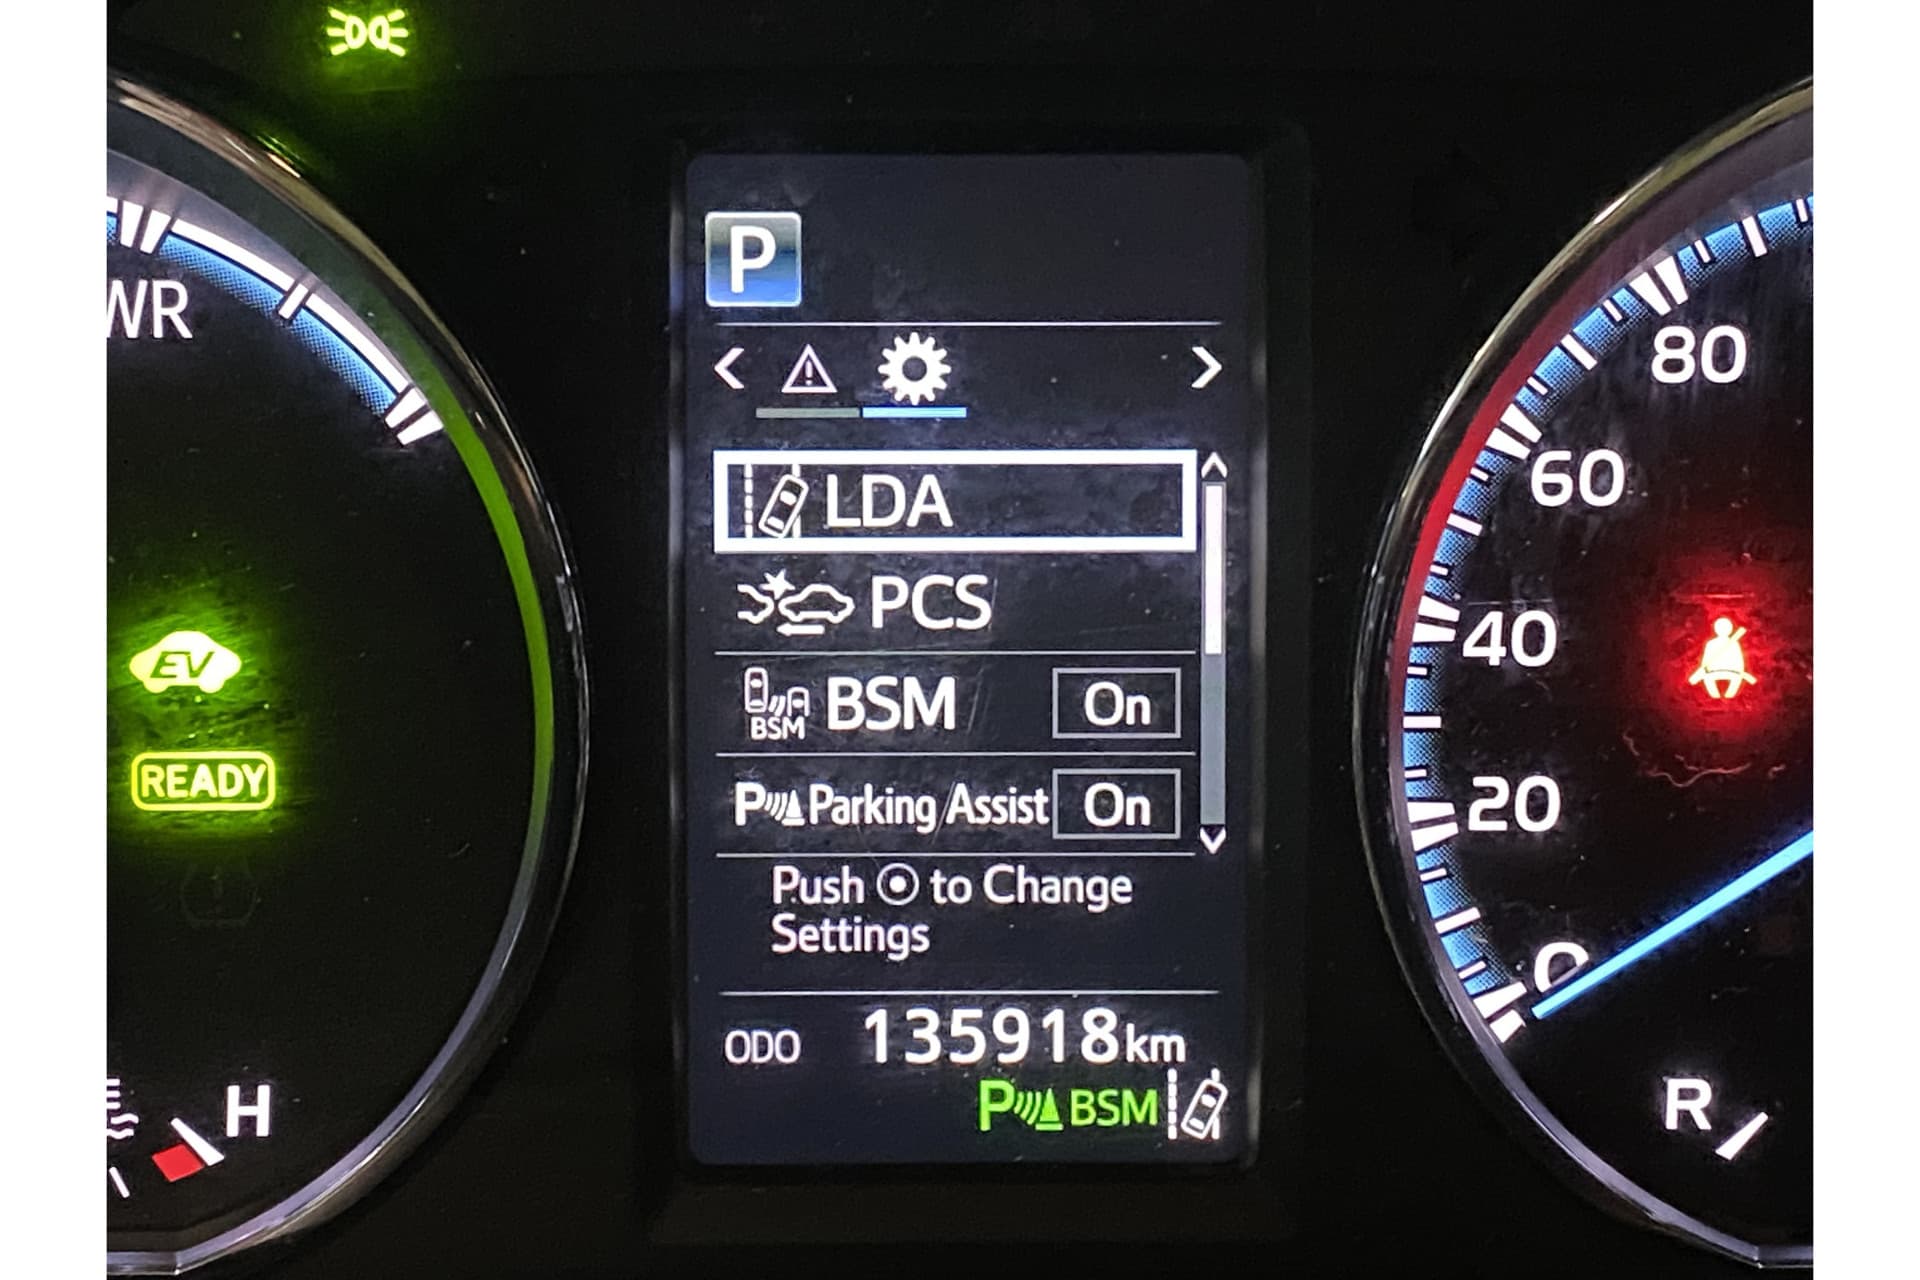 P
WR
LDA
PCS
BSM
BSM On
Parking Assist On
Push to Change
Settings
ODO 135918km
P BSM
EV
READY
H
80
60
40
20
0
R